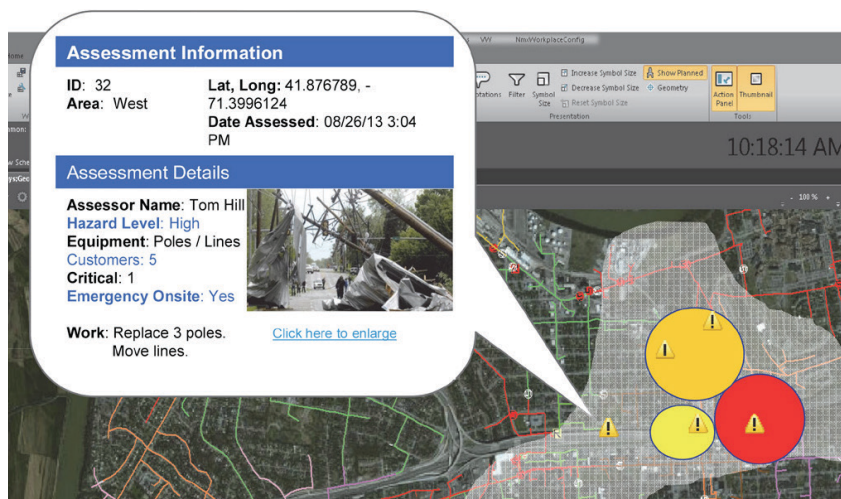 VW NmWorkplaceConfig
Home
Increase Symbol Size
Show Planned
Decrease Symbol Size
Geometry
Reset Symbol Size
Filter
Symbol
Size
Action
Panel
Thumbnail
Presentation
Tools
10:18:14 AM
- 100 % +
Assessment Information
ID: 32
Area: West
Lat, Long: 41.876789, -
71.3996124
Date Assessed: 08/26/13 3:04
PM
Assessment Details
Assessor Name: Tom Hill
Hazard Level: High
Equipment: Poles / Lines
Customers: 5
Critical: 1
Emergency Onsite: Yes
Work: Replace 3 poles.
Move lines.
Click here to enlarge